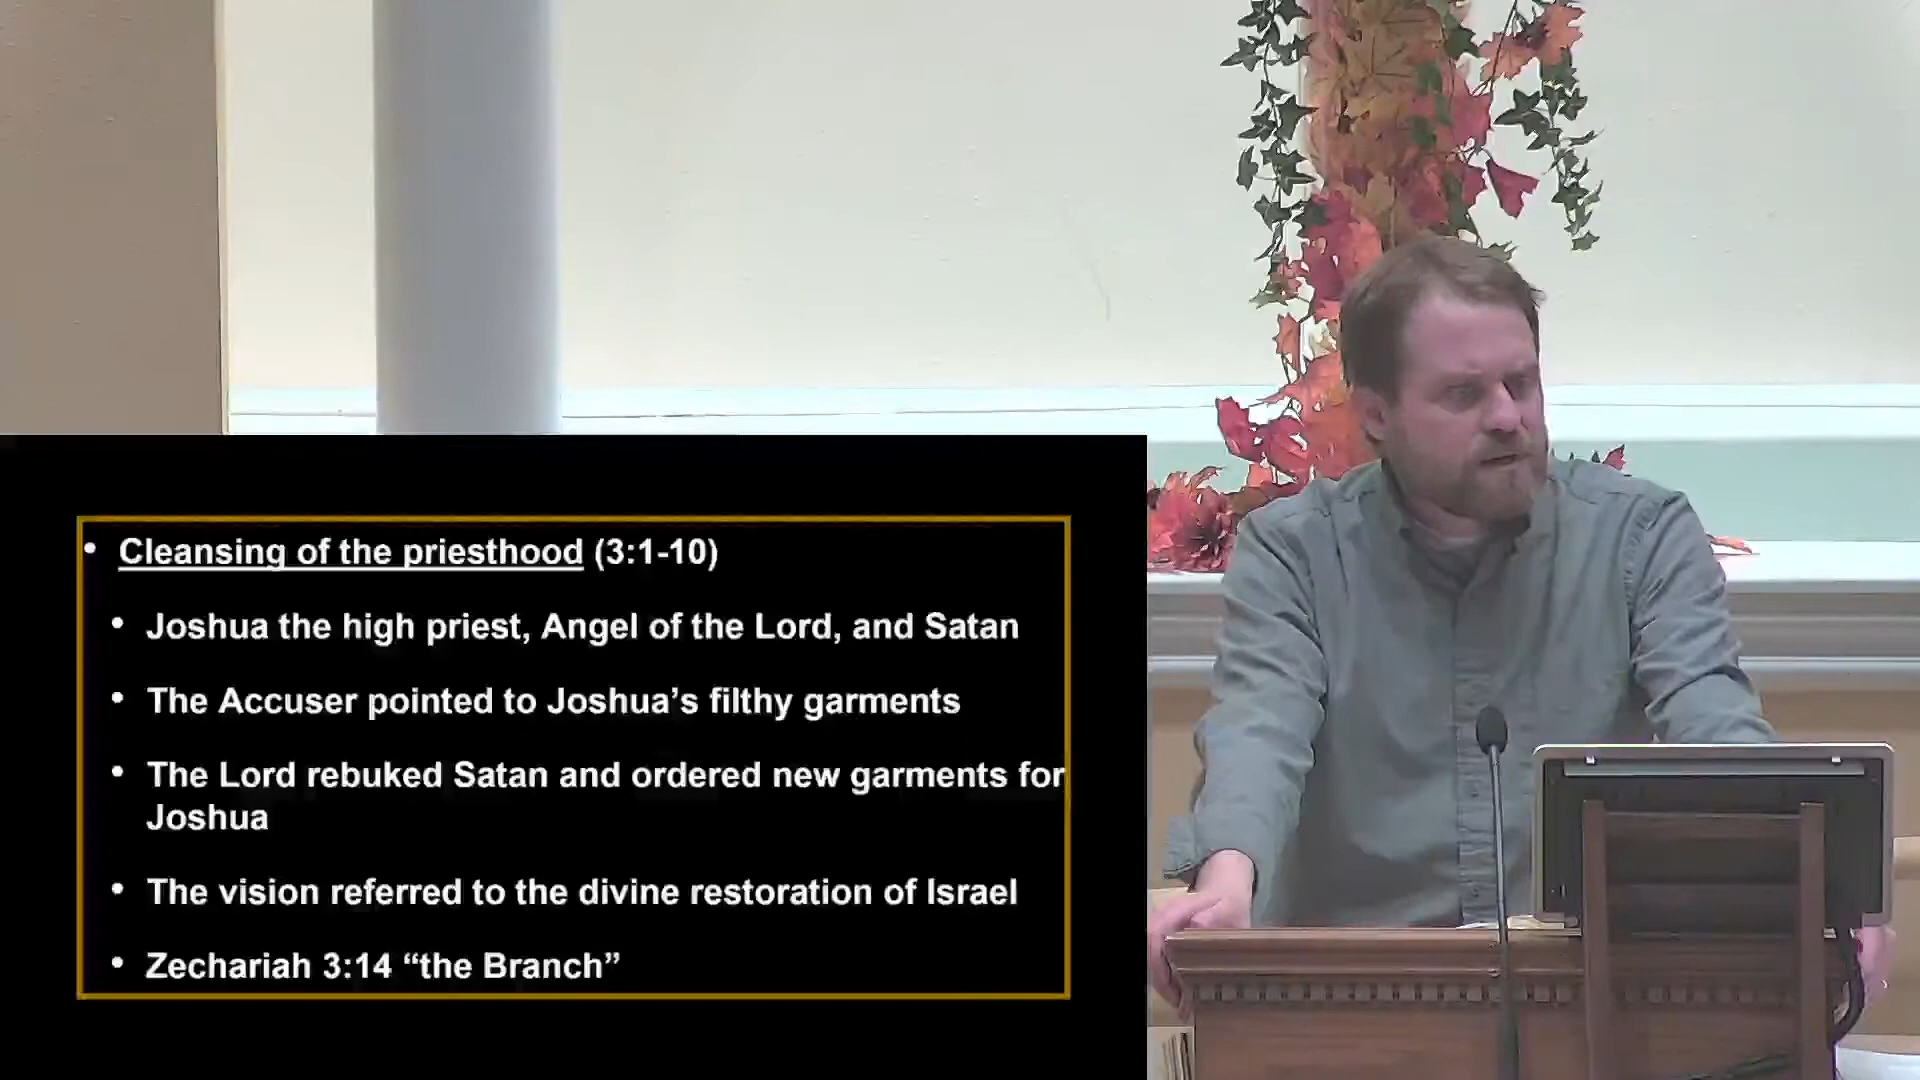 • Cleansing of the priesthood (3:1-10)
• Joshua the high priest, Angel of the Lord, and Satan
• The Accuser pointed to Joshua’s filthy garments
• The Lord rebuked Satan and ordered new garments for
Joshua
• The vision referred to the divine restoration of Israel
• Zechariah 3:14 “the Branch”